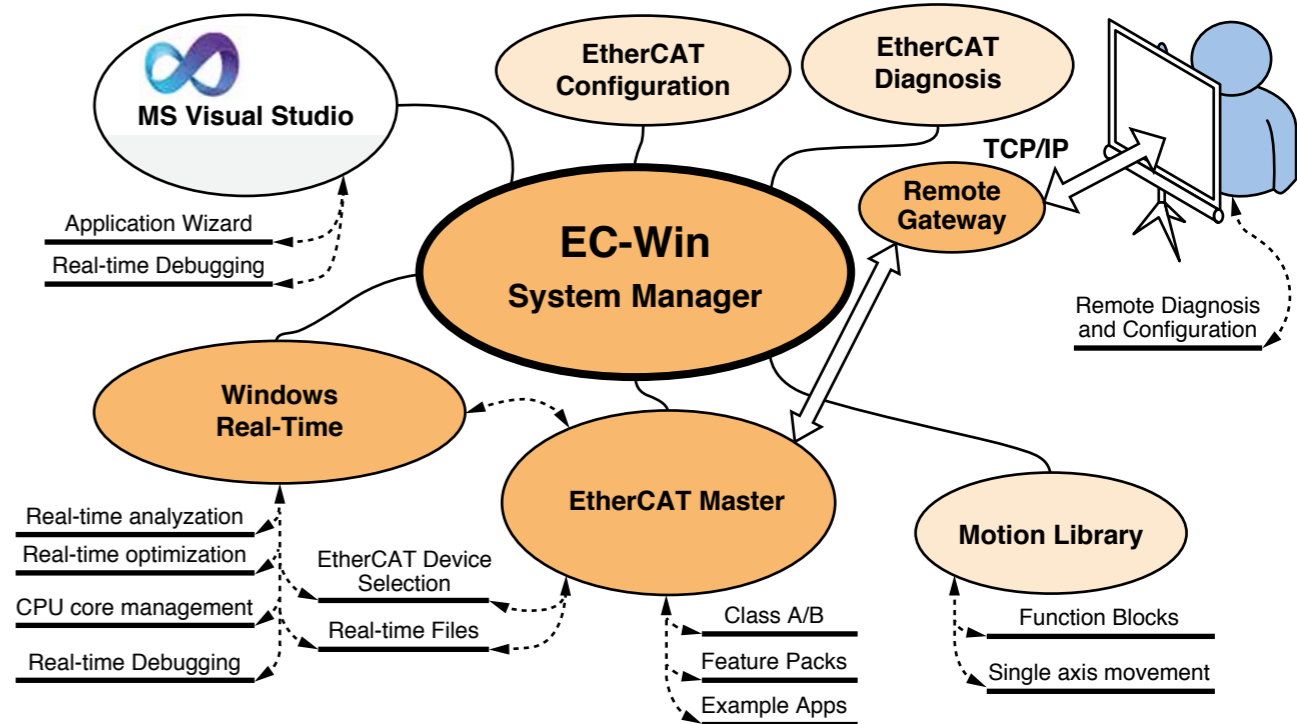 MS Visual Studio
Application Wizard
Real-time Debugging
EtherCAT
Configuration
EtherCAT
Diagnosis
TCP/IP
Remote
Gateway
Remote Diagnosis
and Configuration
EC-Win
System Manager
Windows
Real-Time
Real-time analyzation
Real-time optimization
CPU core management
Real-time Debugging
EtherCAT Device
Selection
Real-time Files
EtherCAT Master
Class A/B
Feature Packs
Example Apps
Motion Library
Function Blocks
Single axis movement